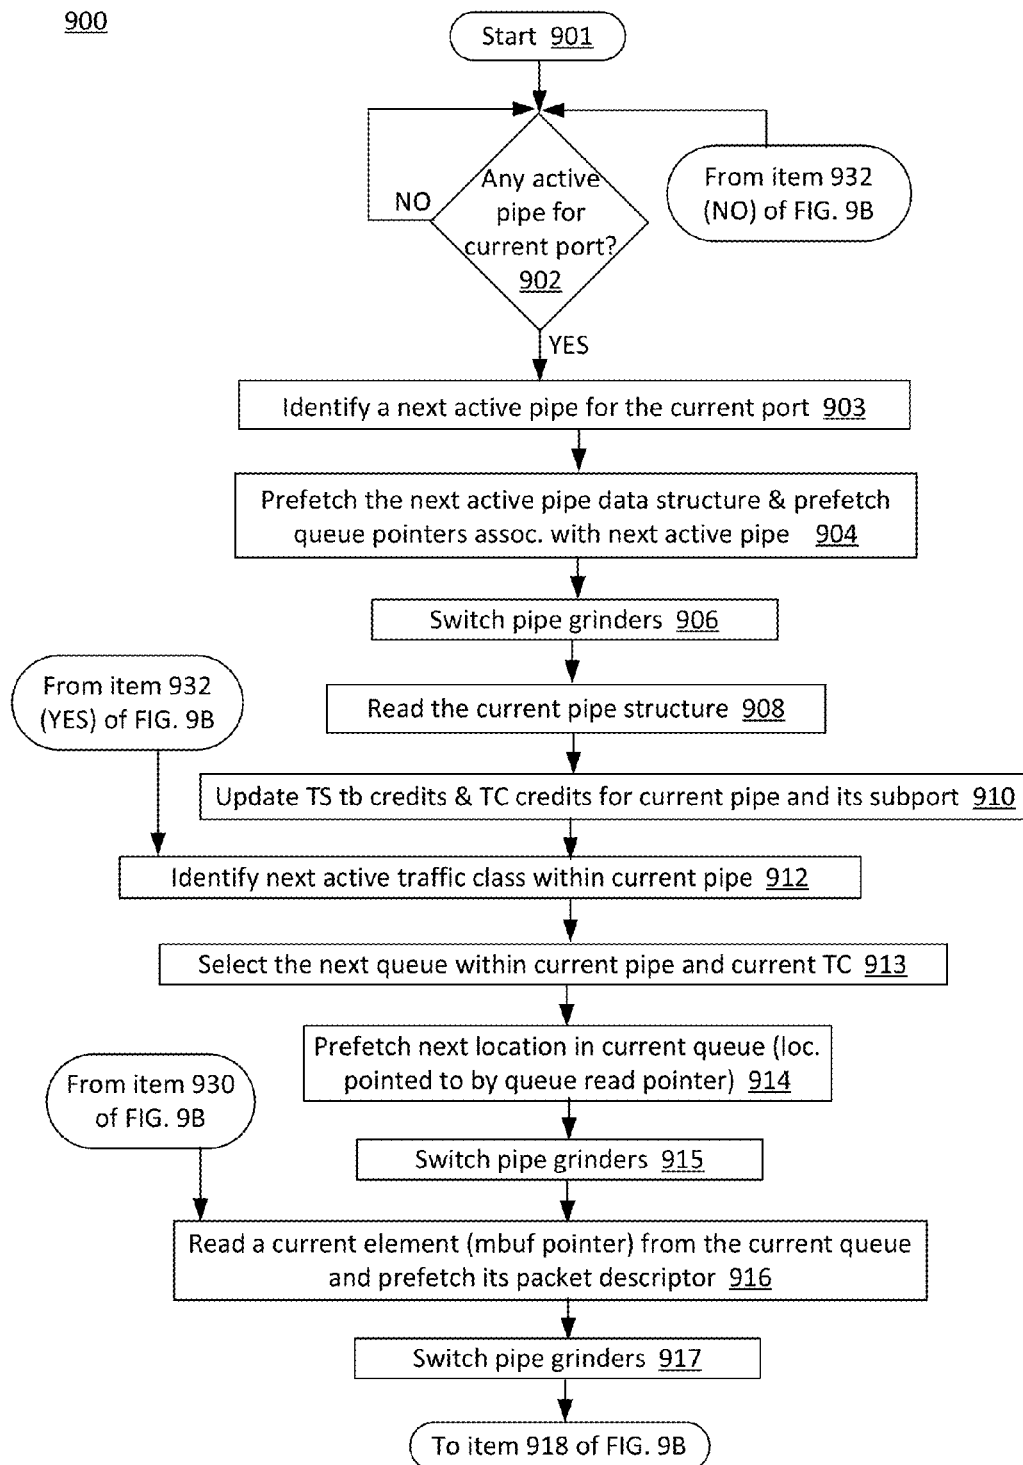 900
Start 901
Any active
pipe for
current port?
902
NO
From item 932
(NO) of FIG. 9B
YES
Identify a next active pipe for the current port 903
Prefetch the next active pipe data structure & prefetch
queue pointers assoc. with next active pipe 904
Switch pipe grinders 906
From item 932
(YES) of FIG. 9B
Read the current pipe structure 908
Update TS tb credits & TC credits for current pipe and its subport 910
Identify next active traffic class within current pipe 912
Select the next queue within current pipe and current TC 913
Prefetch next location in current queue (loc.
pointed to by queue read pointer) 914
From item 930
of FIG. 9B
Switch pipe grinders 915
Read a current element (mbuf pointer) from the current queue
and prefetch its packet descriptor 916
Switch pipe grinders 917
To item 918 of FIG. 9B